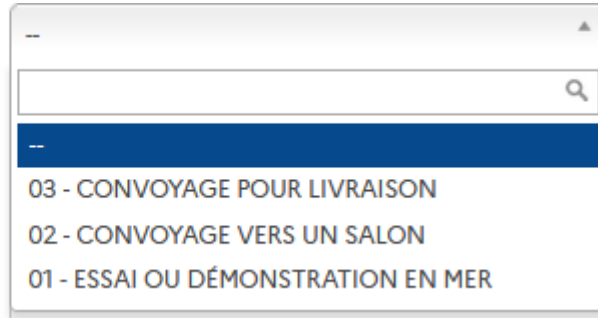 --
--
03 - CONVOYAGE POUR LIVRAISON
02 - CONVOYAGE VERS UN SALON
01 - ESSAI OU DÉMONSTRATION EN MER